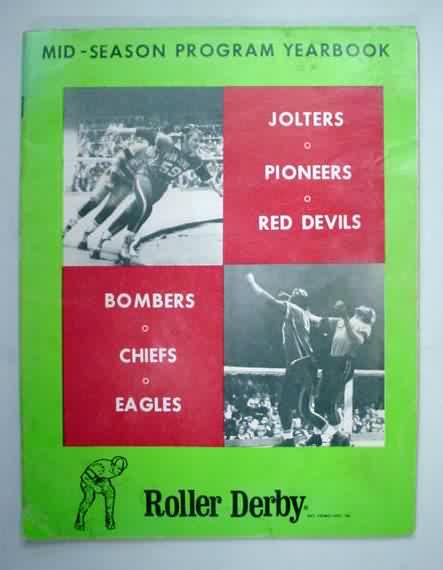 MID-SEASON PROGRAM YEARBOOK
JOLTERS
PIONEERS
RED DEVILS
BOMBERS
CHIEFS
EAGLES
Roller Derby